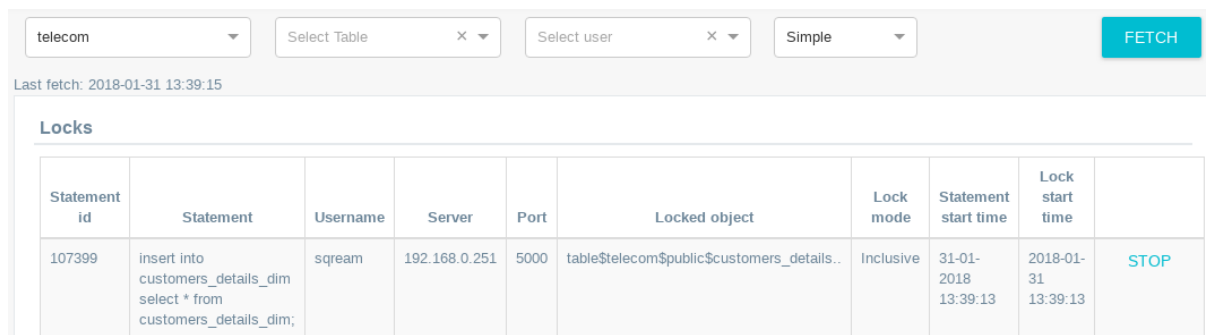 telecom Select Table × Select user × Simple FETCH
Last fetch: 2018-01-31 13:39:15
Locks
Statement id Statement Username Server Port Locked object Lock mode Statement start time Lock start time
107399 insert into customers_details_dim select * from customers_details_dim; sqream 192.168.0.251 5000 table$telecom$public$customers_details.. Inclusive 31-01-2018 13:39:13 2018-01-31 13:39:13 STOP